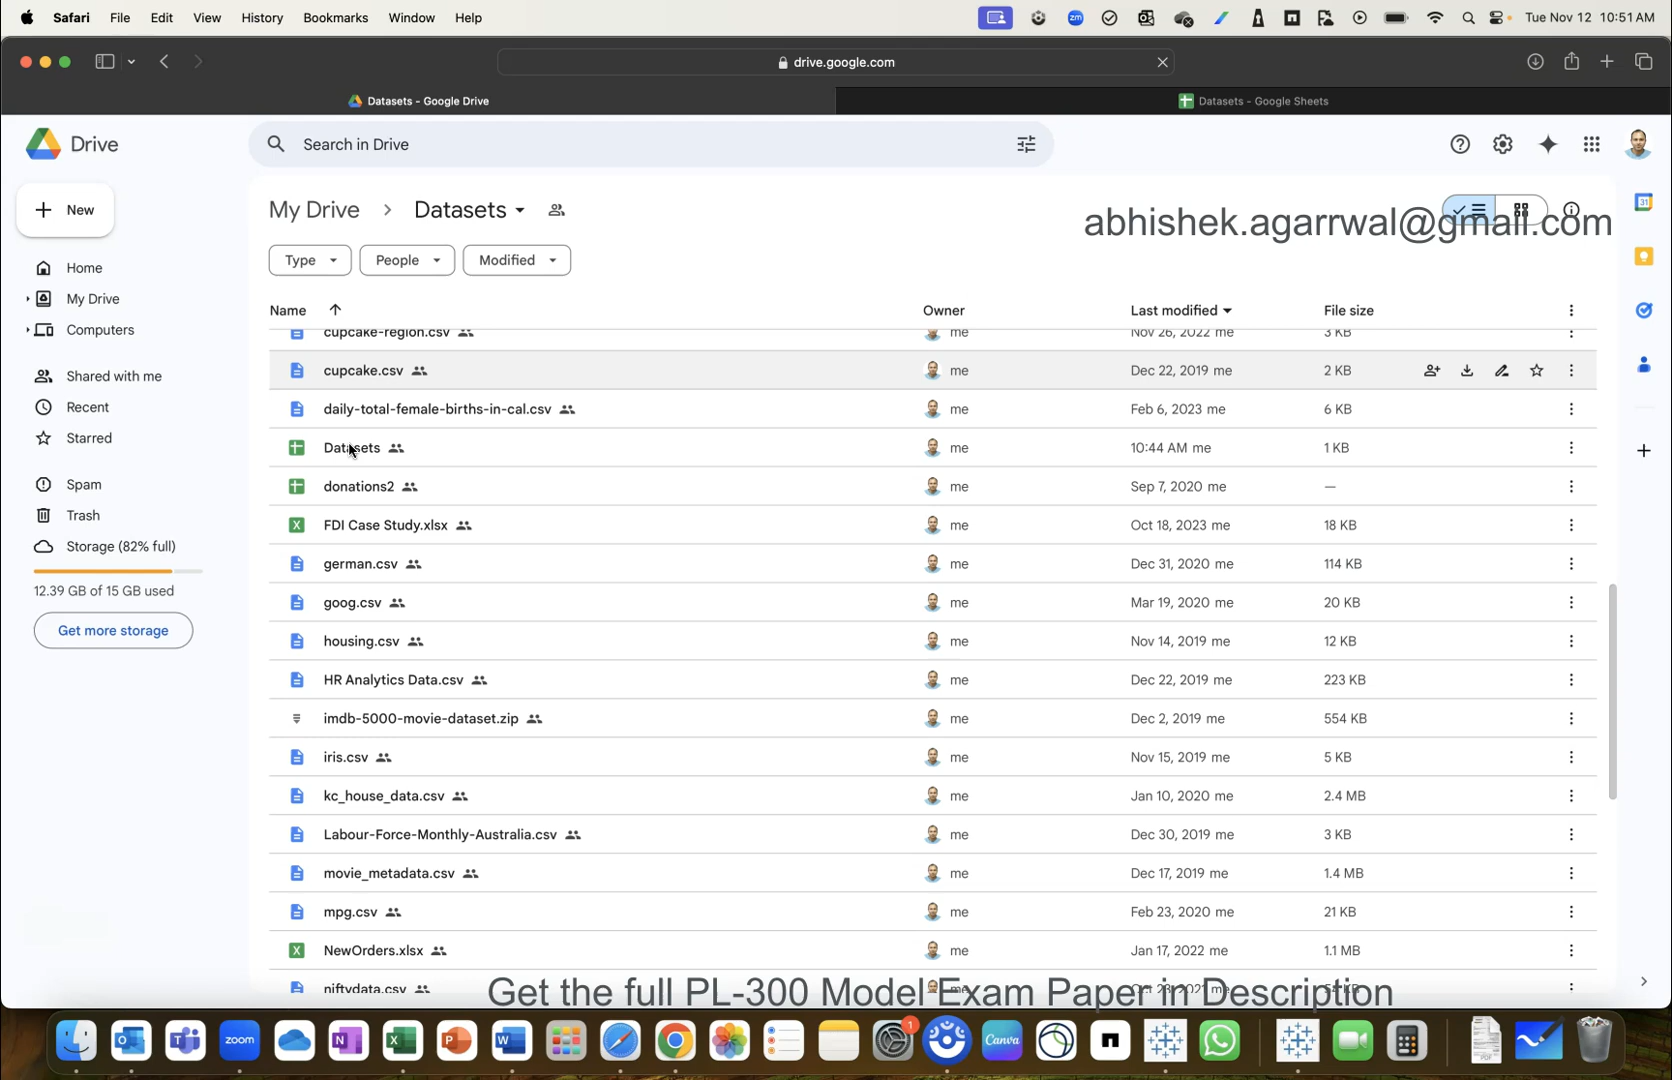 Safari File Edit View History Bookmarks Window Help Tue Nov 12 10:51 AM
drive.google.com
Datasets - Google Drive Datasets - Google Sheets
Drive Search in Drive
New My Drive Datasets abhishek.agarrwal@gmail.com
Type People Modified
Home
My Drive
Computers
Shared with me
Recent
Starred
Spam
Trash
Storage (82% full)
12.39 GB of 15 GB used
Get more storage
Name Owner Last modified File size
cupcake-region.csv me Nov 26, 2022 me 3 KB
cupcake.csv me Dec 22, 2019 me 2 KB
daily-total-female-births-in-cal.csv me Feb 6, 2023 me 6 KB
Datasets me 10:44 AM me 1 KB
donations2 me Sep 7, 2020 me —
FDI Case Study.xlsx me Oct 18, 2023 me 18 KB
german.csv me Dec 31, 2020 me 114 KB
goog.csv me Mar 19, 2020 me 20 KB
housing.csv me Nov 14, 2019 me 12 KB
HR Analytics Data.csv me Dec 22, 2019 me 223 KB
imdb-5000-movie-dataset.zip me Dec 2, 2019 me 554 KB
iris.csv me Nov 15, 2019 me 5 KB
kc_house_data.csv me Jan 10, 2020 me 2.4 MB
Labour-Force-Monthly-Australia.csv me Dec 30, 2019 me 3 KB
movie_metadata.csv me Dec 17, 2019 me 1.4 MB
mpg.csv me Feb 23, 2020 me 21 KB
NewOrders.xlsx me Jan 17, 2022 me 1.1 MB
niftydata.csv me
Get the full PL-300 Model Exam Paper in Description
zoom Canva 1